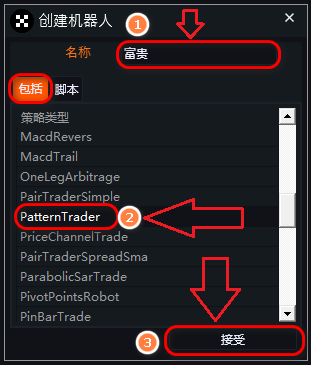 创建机器人
1
名称
富贵
包括 脚本
策略类型
MacdRevers
MacdTrail
OneLegArbitrage
PairTraderSimple
PatternTrader
2
PriceChannelTrade
PairTraderSpreadSma
ParabolicSarTrade
PivotPointsRobot
PinBarTrade
3
接受